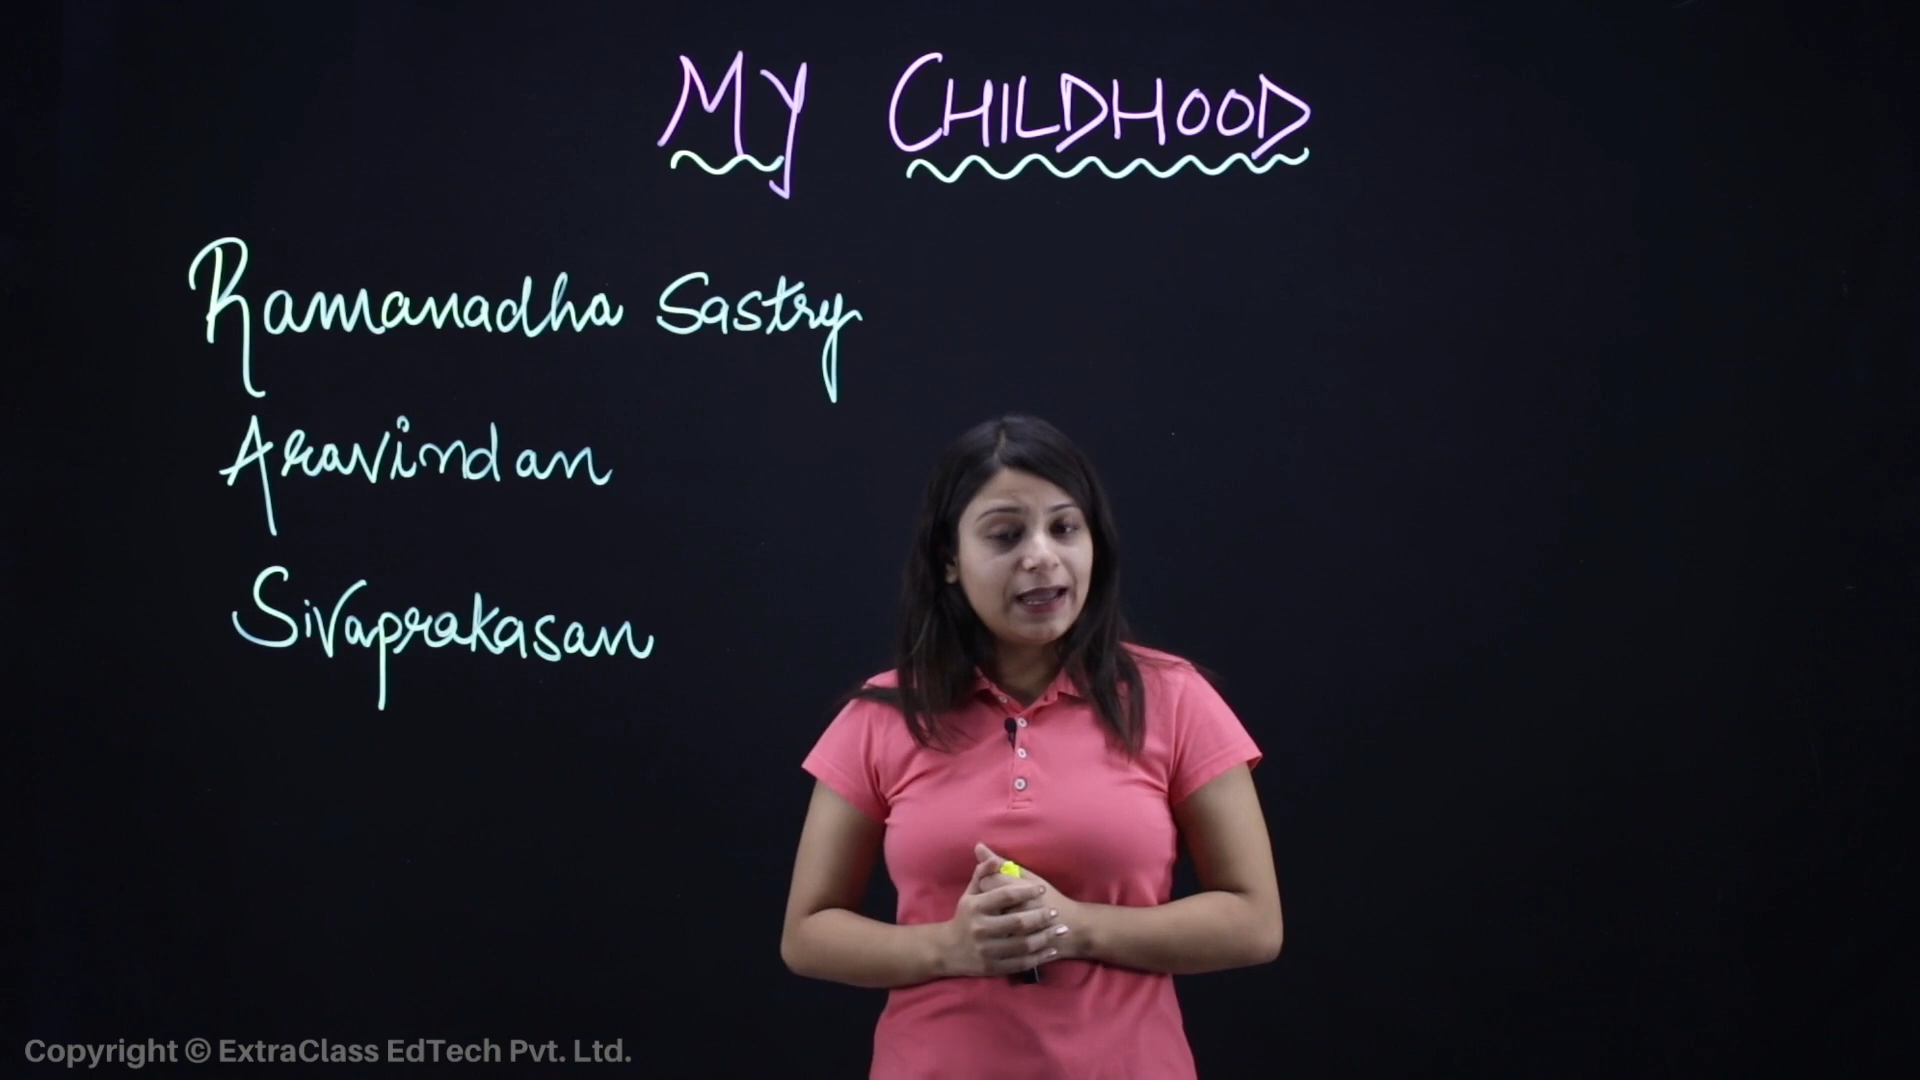 MY CHILDHOOD
Ramanadha Sastry
Aravindan
Sivaprakasan
Copyright © ExtraClass EdTech Pvt. Ltd.